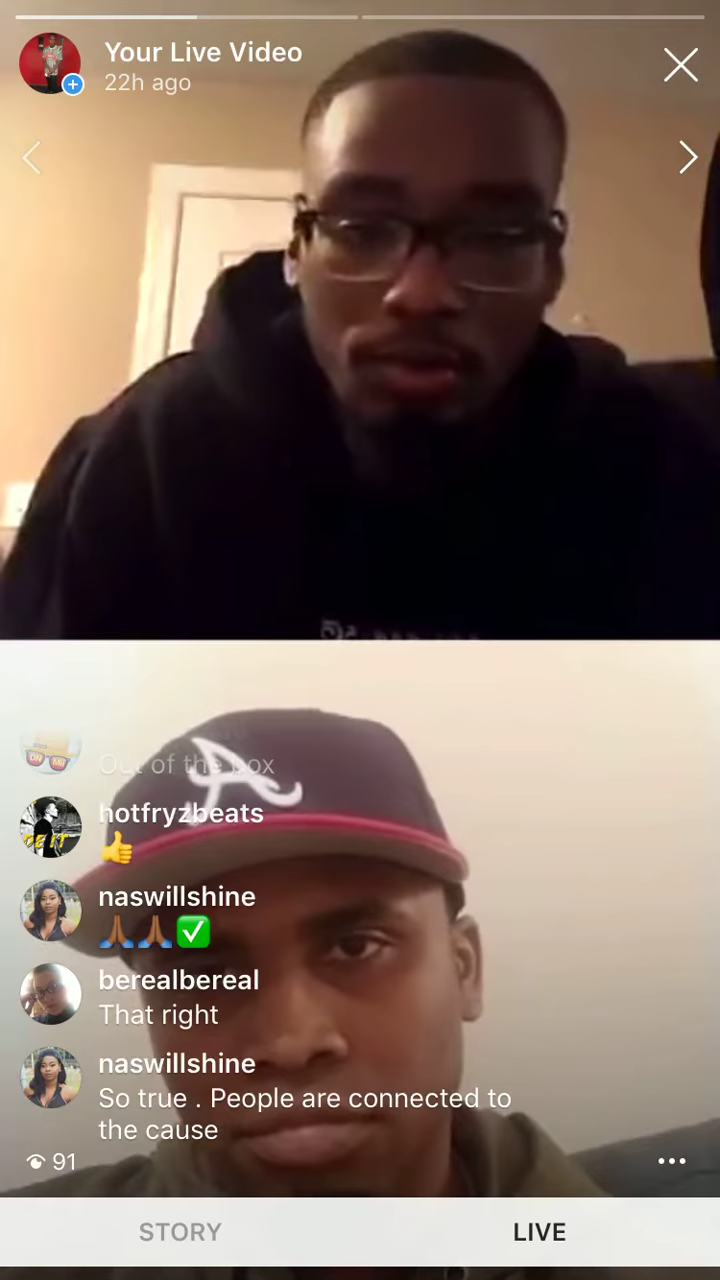 Your Live Video
22h ago
A
Out of the box
hotfryzbeats
👍
naswillshine
🙏🏾🙏🏾✅
berealbereal
That right
naswillshine
So true . People are connected to
the cause
91
STORY
LIVE